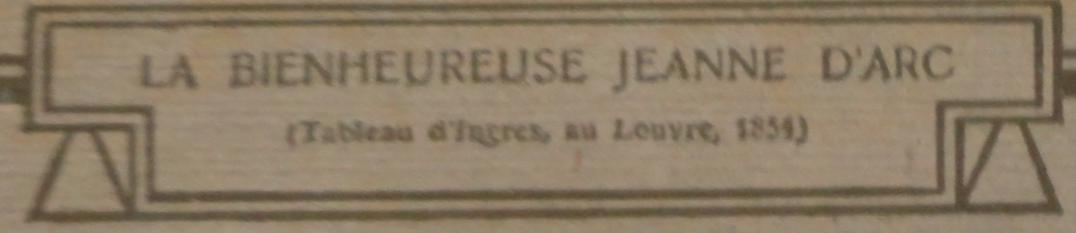 LA BIENHEUREUSE JEANNE D'ARC
(Tableau d'Ingres, au Louvre, 1854)